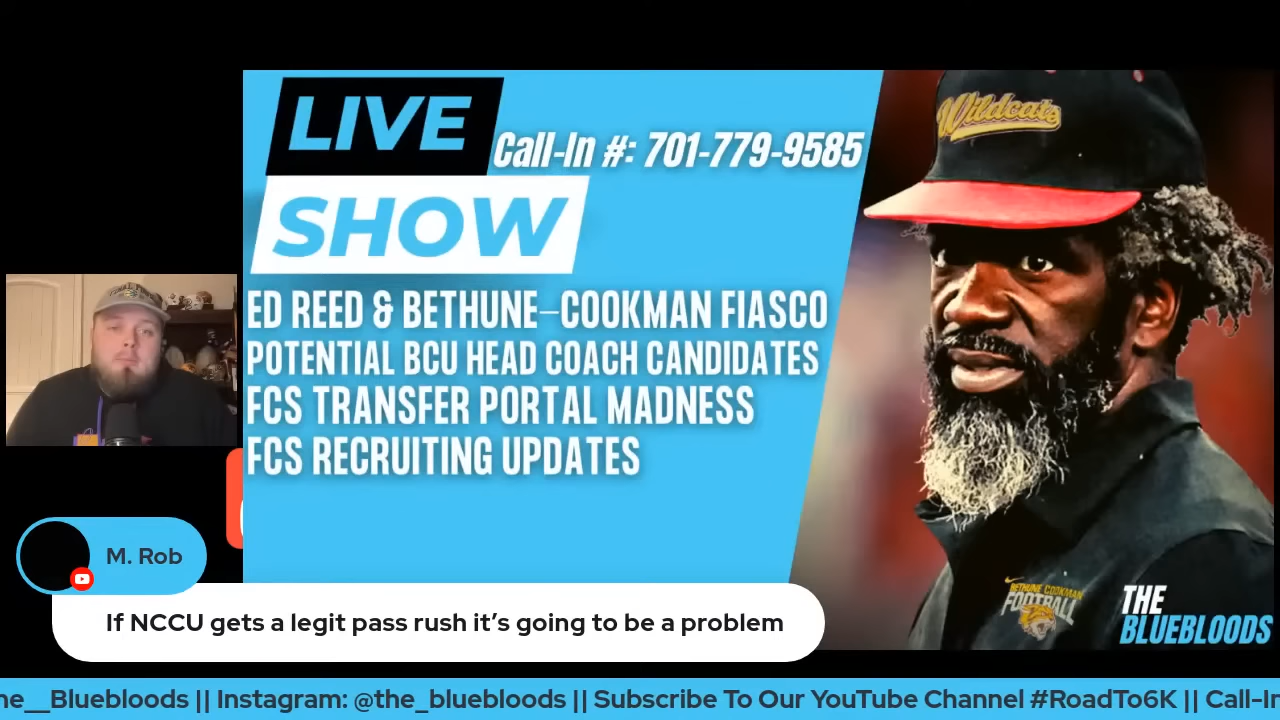 LIVE
Call-In #: 701-779-9585
SHOW
ED REED & BETHUNE-COOKMAN FIASCO
POTENTIAL BCU HEAD COACH CANDIDATES
FCS TRANSFER PORTAL MADNESS
FCS RECRUITING UPDATES
Wildcats
BETHUNE COOKMAN
FOOTBALL
THE
BLUEBLOODS
M. Rob
If NCCU gets a legit pass rush it's going to be a problem
he__Bluebloods || Instagram: @the_bluebloods || Subscribe To Our YouTube Channel #RoadTo6K || Call-In